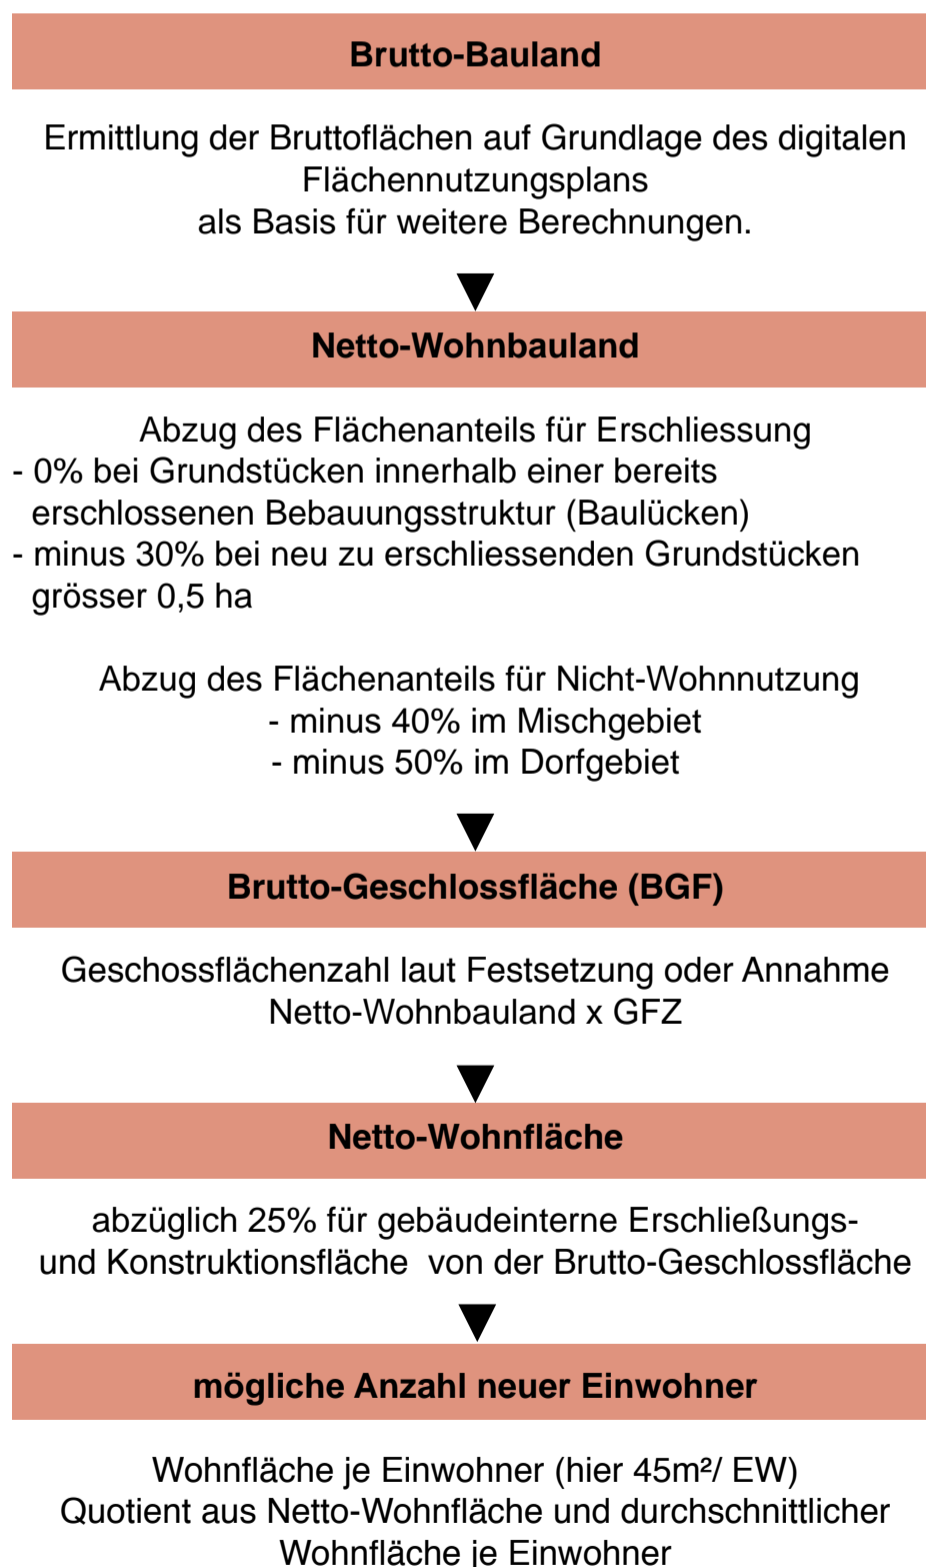 Brutto-Bauland
Ermittlung der Bruttoflächen auf Grundlage des digitalen
Flächennutzungsplans
als Basis für weitere Berechnungen.
Netto-Wohnbauland
Abzug des Flächenanteils für Erschliessung
- 0% bei Grundstücken innerhalb einer bereits
erschlossenen Bebauungsstruktur (Baulücken)
- minus 30% bei neu zu erschliessenden Grundstücken
grösser 0,5 ha
Abzug des Flächenanteils für Nicht-Wohnnutzung
- minus 40% im Mischgebiet
- minus 50% im Dorfgebiet
Brutto-Geschlossfläche (BGF)
Geschossflächenzahl laut Festsetzung oder Annahme
Netto-Wohnbauland x GFZ
Netto-Wohnfläche
abzüglich 25% für gebäudeinterne Erschließungs-
und Konstruktionsfläche  von der Brutto-Geschlossfläche
mögliche Anzahl neuer Einwohner
Wohnfläche je Einwohner (hier 45m²/ EW)
Quotient aus Netto-Wohnfläche und durchschnittlicher
Wohnfläche je Einwohner